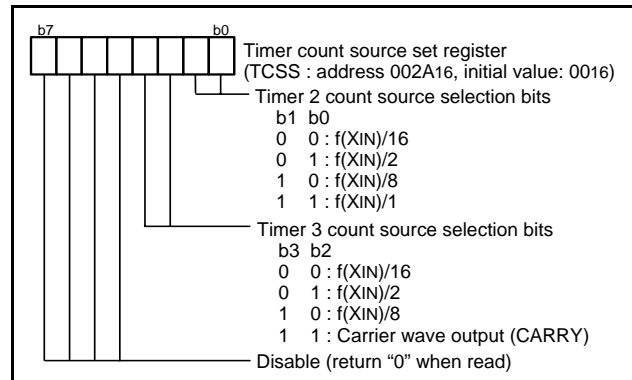 b7 b0
Timer count source set register
(TCSS : address 002A16, initial value: 0016)
Timer 2 count source selection bits
b1 b0
0 0 : f(XIN)/16
0 1 : f(XIN)/2
1 0 : f(XIN)/8
1 1 : f(XIN)/1
Timer 3 count source selection bits
b3 b2
0 0 : f(XIN)/16
0 1 : f(XIN)/2
1 0 : f(XIN)/8
1 1 : Carrier wave output (CARRY)
Disable (return “0” when read)